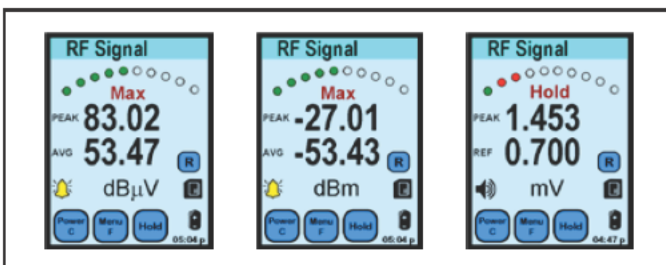 RF Signal
Max
PEAK 83.02
AVG 53.47
R
dBμV
Power C
Menu F
Hold
05:04 p
RF Signal
Max
PEAK -27.01
AVG -53.43
R
dBm
Power C
Menu F
Hold
05:04 p
RF Signal
Hold
PEAK 1.453
REF 0.700
R
mV
Power C
Menu F
Hold
04:47 p